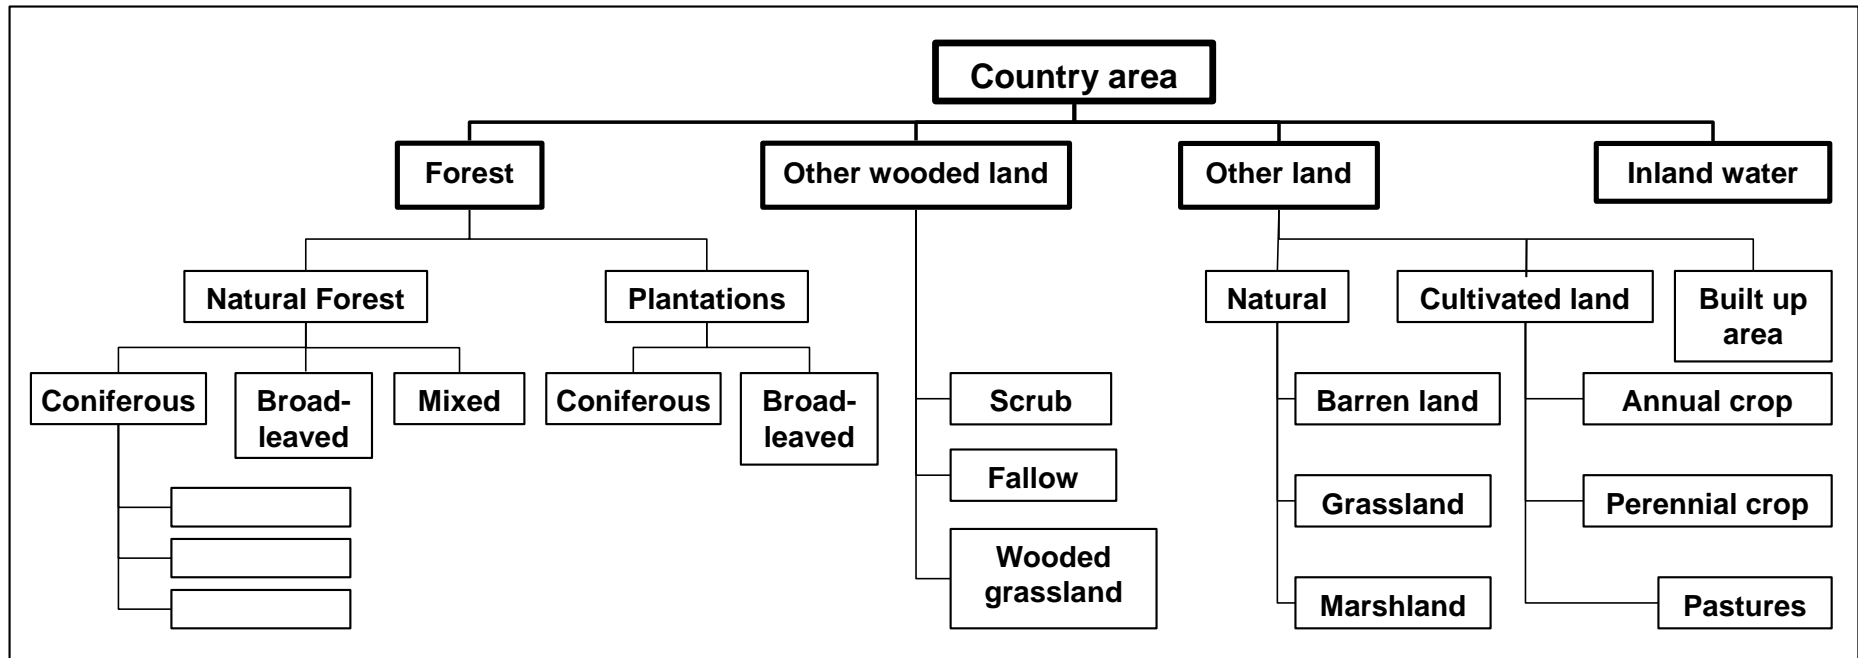 Country area
Forest
Other wooded land
Other land
Inland water
Natural Forest
Plantations
Natural
Cultivated land
Built up
area
Coniferous
Broad-
leaved
Mixed
Coniferous
Broad-
leaved
Scrub
Barren land
Annual crop
Fallow
Grassland
Perennial crop
Wooded
grassland
Marshland
Pastures